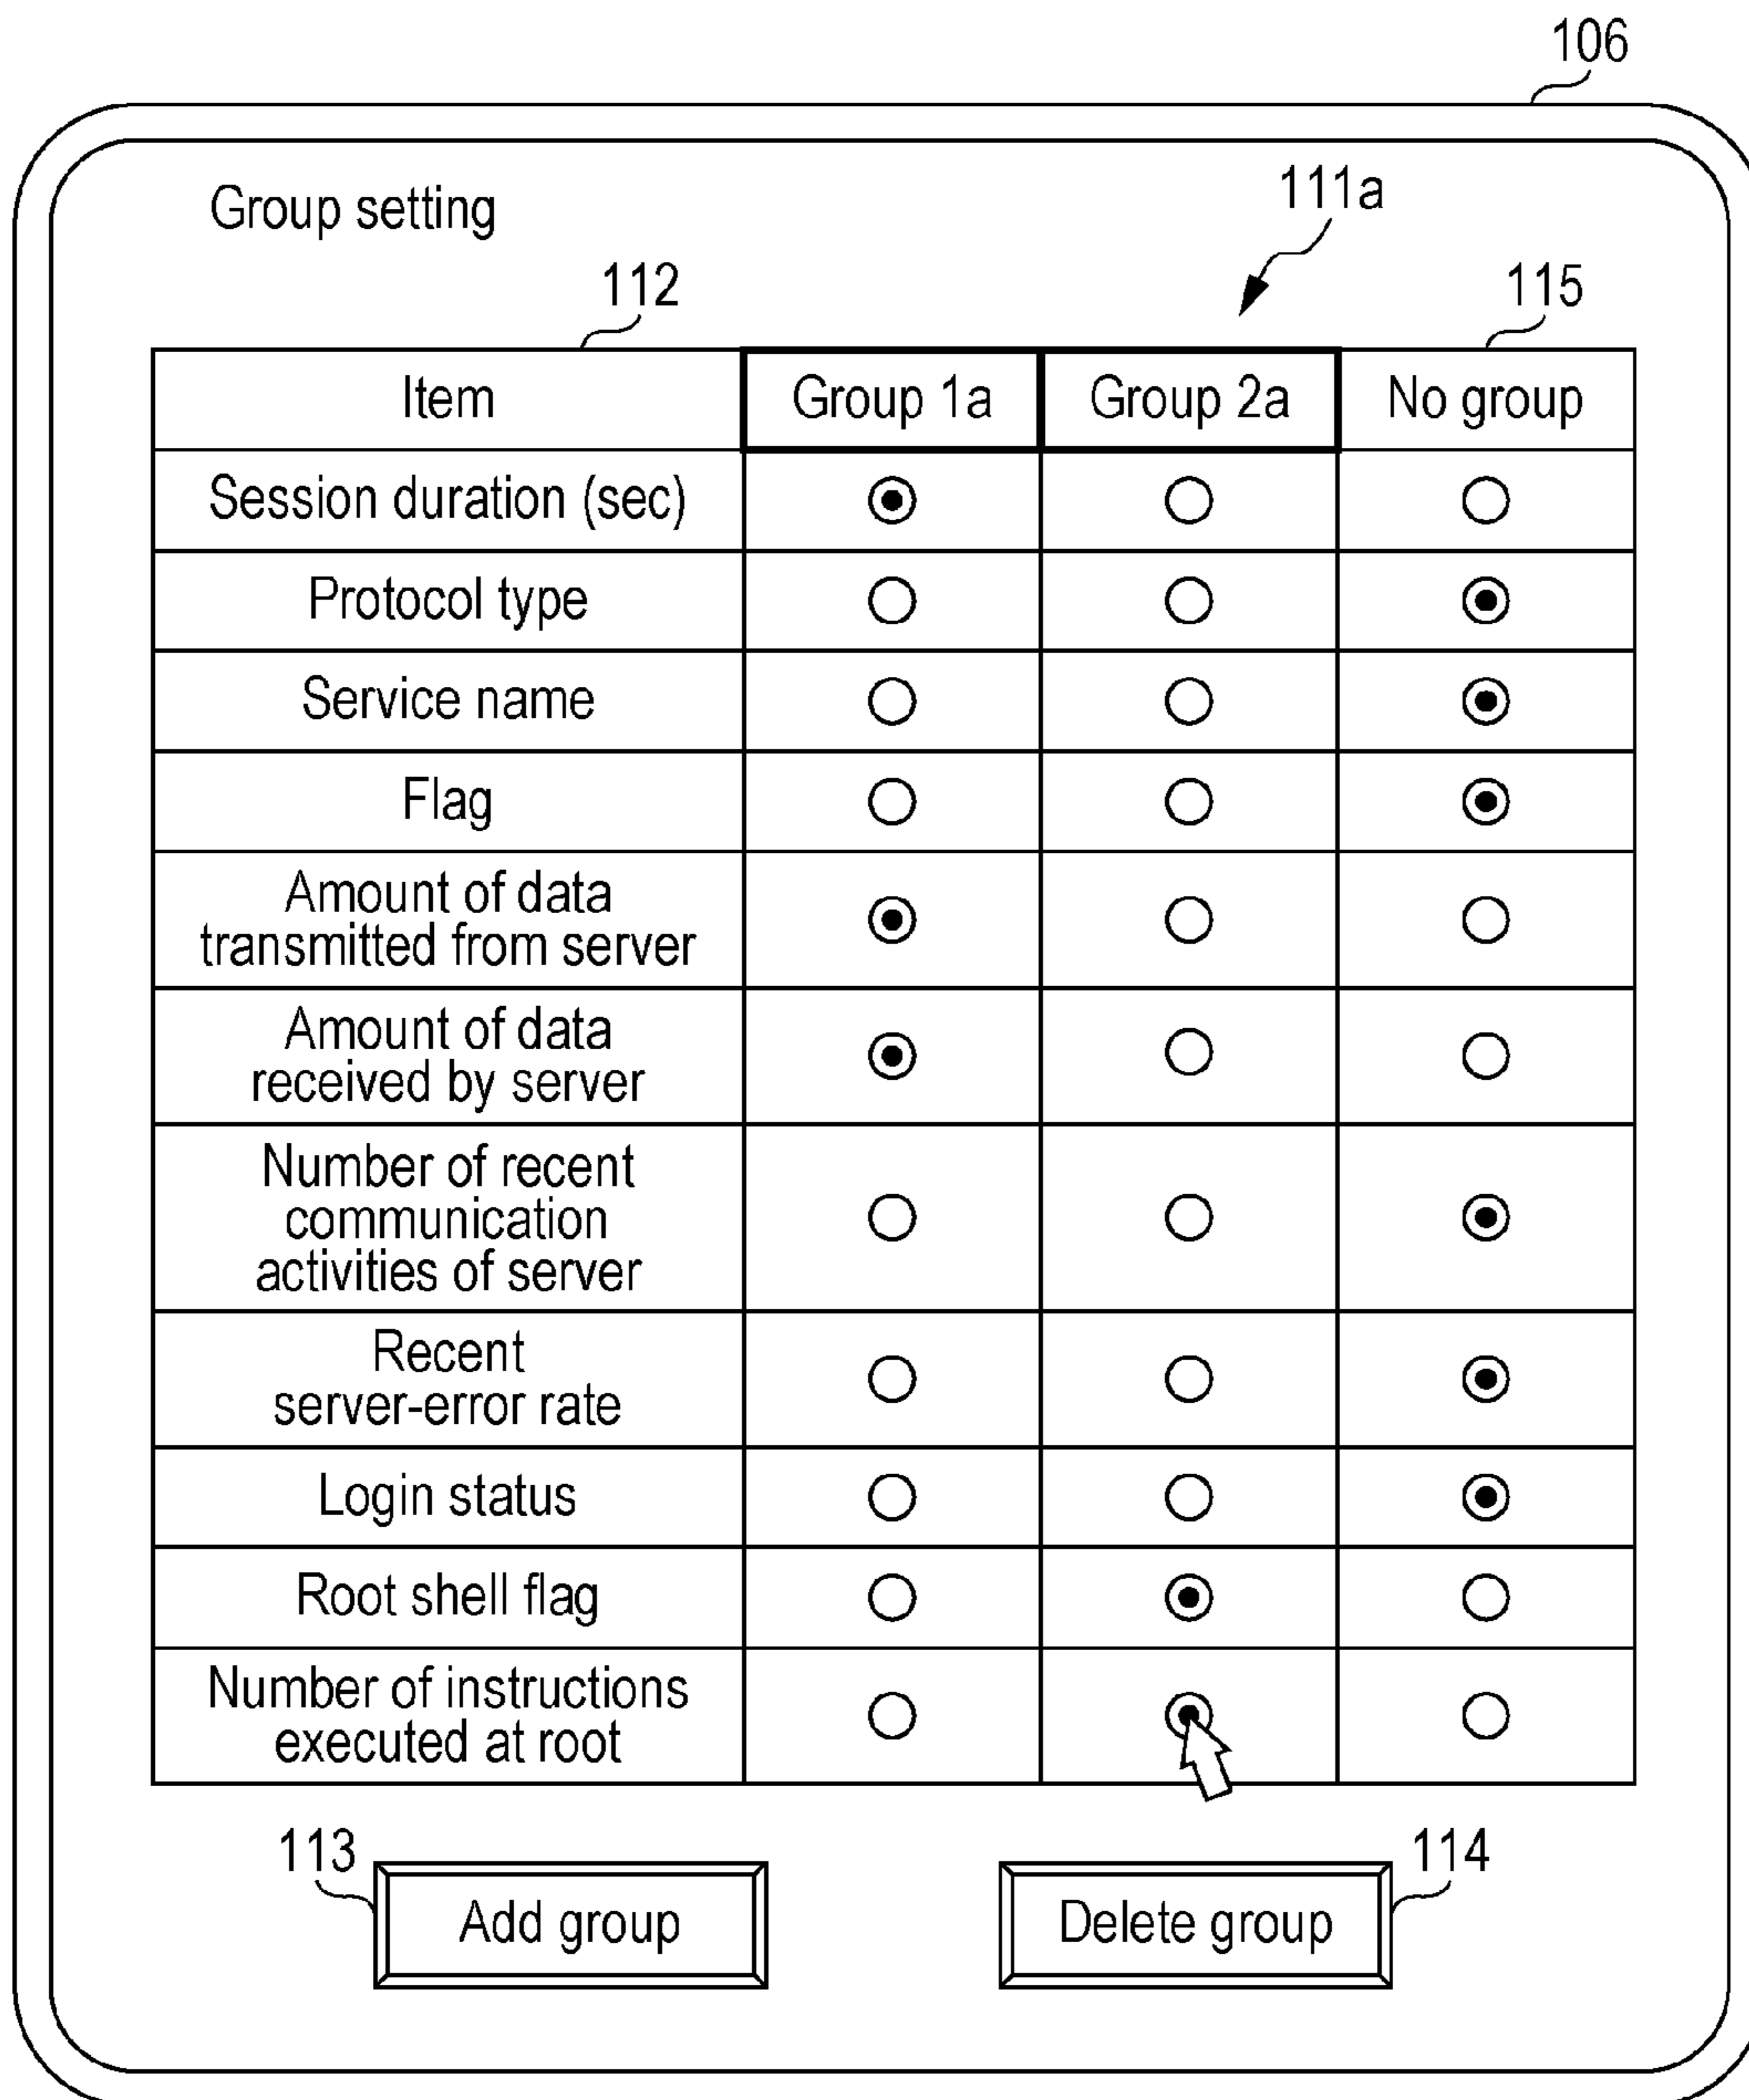 106
Group setting
111a
112
115
Item Group 1a Group 2a No group
Session duration (sec)
Protocol type
Service name
Flag
Amount of data
transmitted from server
Amount of data
received by server
Number of recent
communication
activities of server
Recent
server-error rate
Login status
Root shell flag
Number of instructions
executed at root
113
114
Add group
Delete group